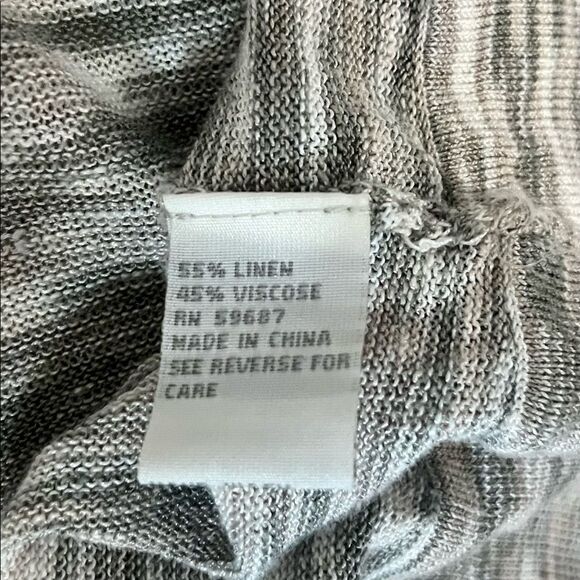 55% LINEN
45% VISCOSE
RN 59687
MADE IN CHINA
SEE REVERSE FOR
CARE